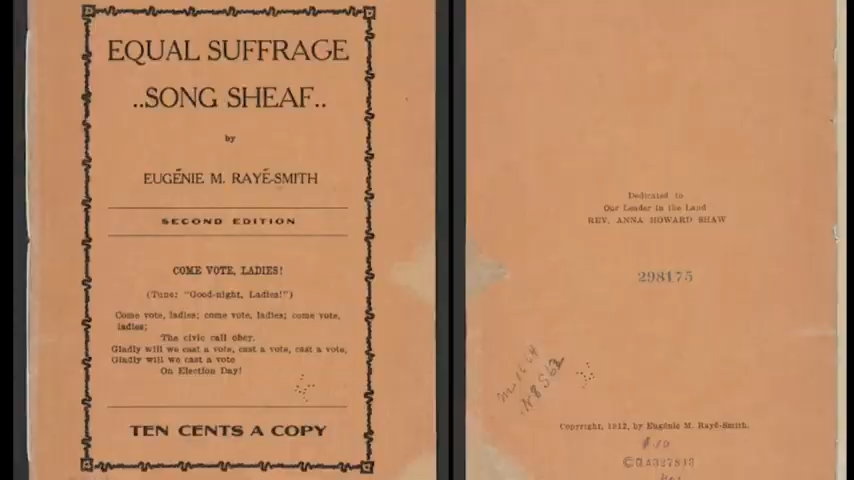 EQUAL SUFFRAGE
..SONG SHEAF..
by
EUGÉNIE M. RAYÉ-SMITH
SECOND EDITION
COME VOTE, LADIES!
(Tune: "Good-night, Ladies!")
Come vote, ladies; come vote, ladies; come vote,
ladies;
The civic call obey.
Gladly will we cast a vote, cast a vote, cast a vote,
Gladly will we cast a vote
On Election Day!
TEN CENTS A COPY
Dedicated to
Our Leader in the Land
REV. ANNA HOWARD SHAW
298175
Copyright, 1912, by Eugénie M. Rayé-Smith.